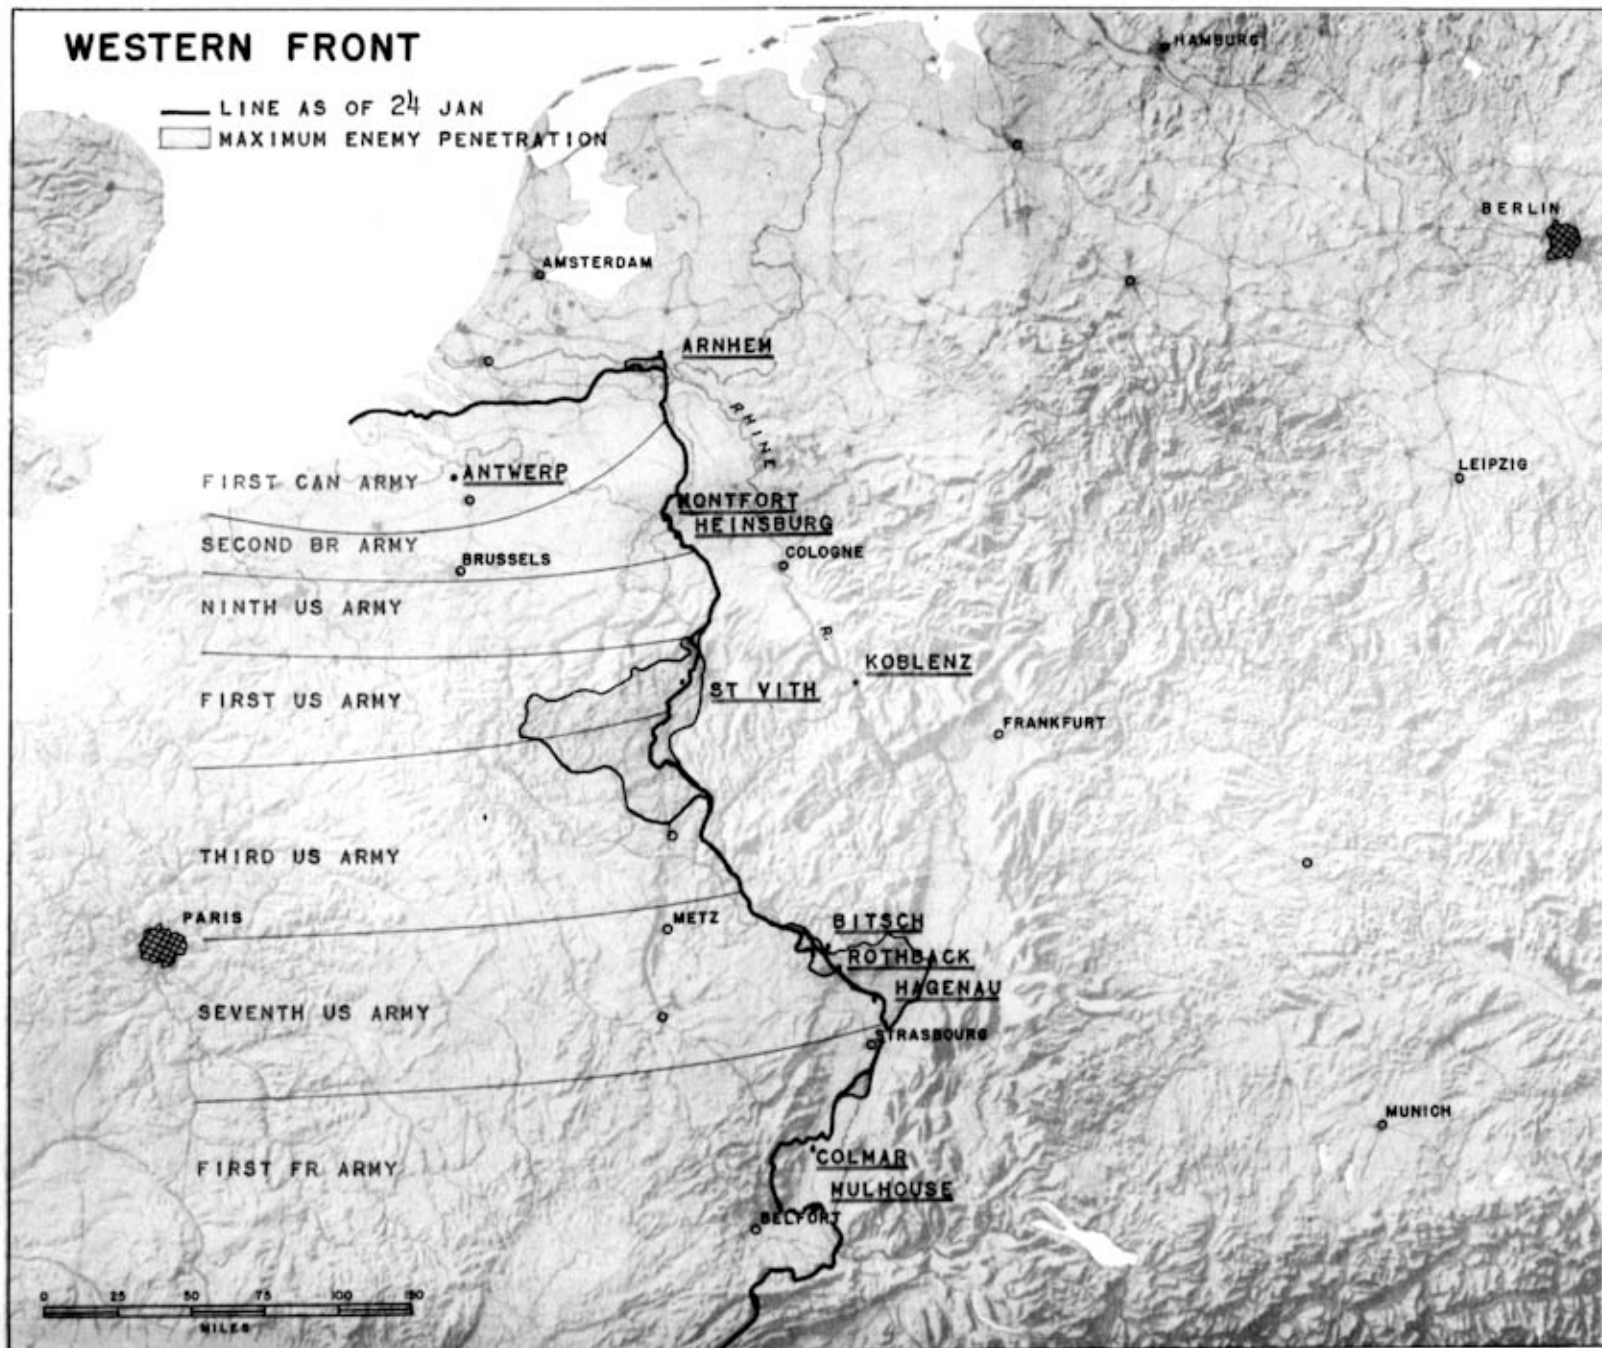 WESTERN FRONT
LINE AS OF 24 JAN
MAXIMUM ENEMY PENETRATION
HAMBURG
BERLIN
AMSTERDAM
ARNHEM
RHINE
R.
FIRST CAN ARMY
ANTWERP
LEIPZIG
MONTFORT
HEINSBURG
SECOND BR ARMY
BRUSSELS
COLOGNE
NINTH US ARMY
KOBLENZ
ST VITH
FIRST US ARMY
FRANKFURT
THIRD US ARMY
PARIS
METZ
BITSCH
ROTHBACK
HAGENAU
SEVENTH US ARMY
STRASBOURG
MUNICH
COLMAR
FIRST FR ARMY
MULHOUSE
BELFORT
0 25 50 75 100 150
MILES